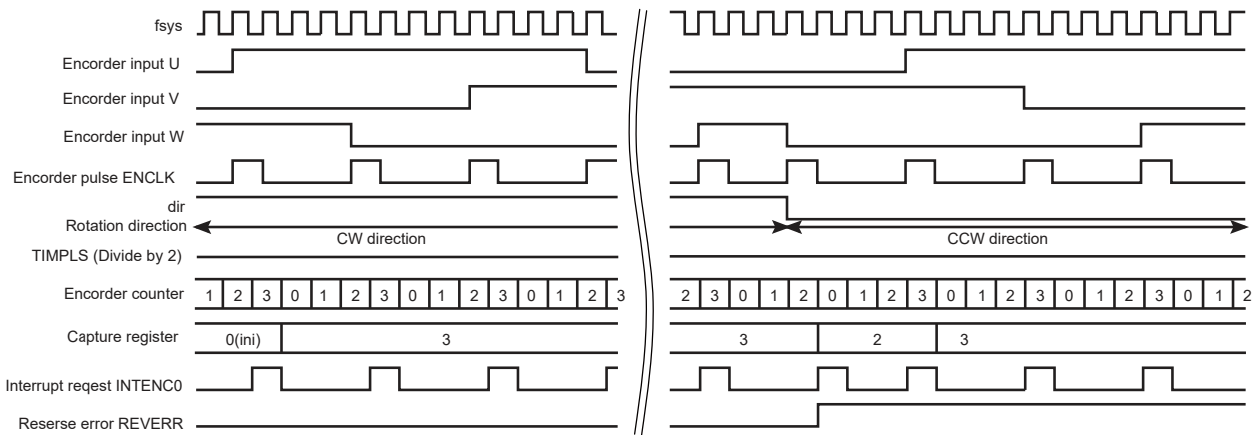 fsys
Encorder input U
Encorder input V
Encorder input W
Encorder pulse ENCLK
dir
Rotation direction
CW direction
CCW direction
TIMPLS (Divide by 2)
Encorder counter 1 2 3 0 1 2 3 0 1 2 3 0 1 2 3 2 3 0 1 2 0 1 2 3 0 1 2 3 0 1 2 3 0 1 2
Capture register 0(ini) 3 3 2 3
Interrupt reqest INTENC0
Reserse error REVERR